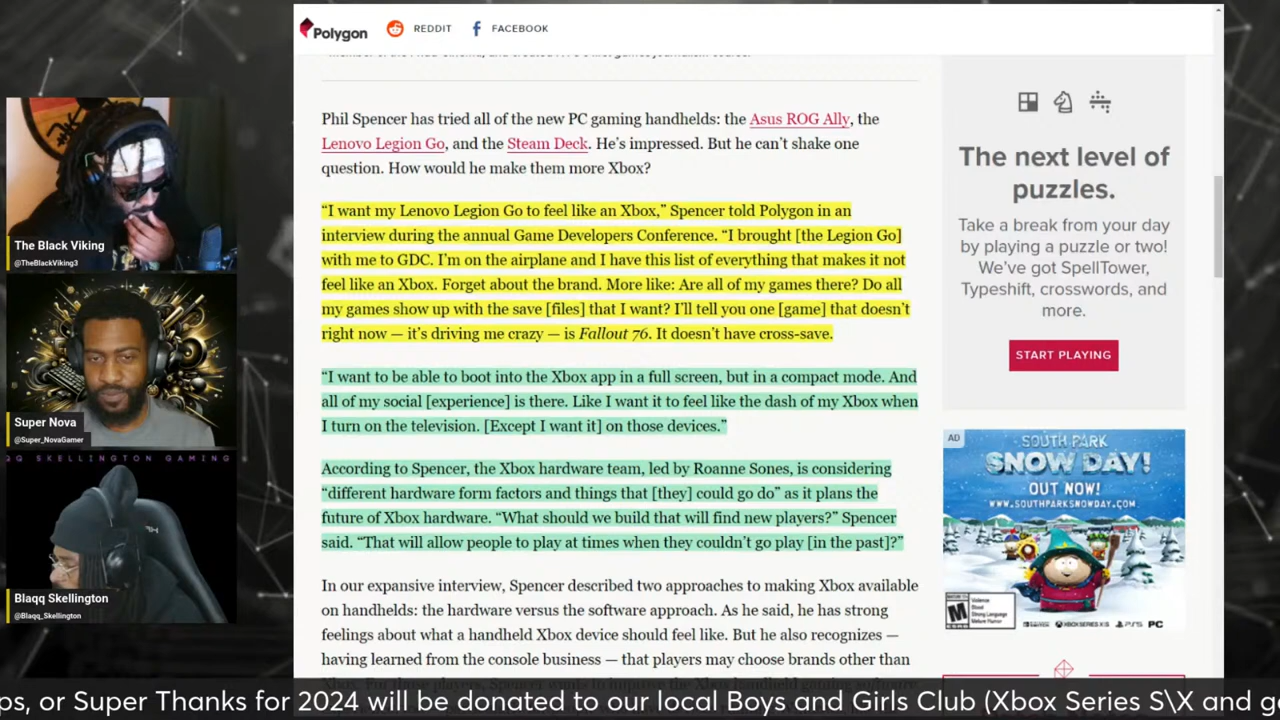 Polygon
REDDIT
FACEBOOK
Phil Spencer has tried all of the new PC gaming handhelds: the Asus ROG Ally, the
Lenovo Legion Go, and the Steam Deck. He’s impressed. But he can’t shake one
question. How would he make them more Xbox?
“I want my Lenovo Legion Go to feel like an Xbox,” Spencer told Polygon in an
interview during the annual Game Developers Conference. “I brought [the Legion Go]
with me to GDC. I’m on the airplane and I have this list of everything that makes it not
feel like an Xbox. Forget about the brand. More like: Are all of my games there? Do all
my games show up with the save [files] that I want? I’ll tell you one [game] that doesn’t
right now — it’s driving me crazy — is Fallout 76. It doesn’t have cross-save.
“I want to be able to boot into the Xbox app in a full screen, but in a compact mode. And
all of my social [experience] is there. Like I want it to feel like the dash of my Xbox when
I turn on the television. [Except I want it] on those devices.”
According to Spencer, the Xbox hardware team, led by Roanne Sones, is considering
“different hardware form factors and things that [they] could go do” as it plans the
future of Xbox hardware. “What should we build that will find new players?” Spencer
said. “That will allow people to play at times when they couldn’t go play [in the past]?”
In our expansive interview, Spencer described two approaches to making Xbox available
on handhelds: the hardware versus the software approach. As he said, he has strong
feelings about what a handheld Xbox device should feel like. But he also recognizes —
having learned from the console business — that players may choose brands other than
The next level of
puzzles.
Take a break from your day
by playing a puzzle or two!
We’ve got SpellTower,
Typeshift, crosswords, and
more.
START PLAYING
AD
SOUTH PARK
SNOW DAY!
OUT NOW!
WWW.SOUTHPARKSNOWDAY.COM
M
Violence
Blood
Strong Language
Mature Humor
SWITCH
XBOX SERIES X|S
PS5
PC
The Black Viking
@TheBlackViking3
Super Nova
@Super_NovaGamer
QQ SKELLINGTON GAMING
Blaqq Skellington
@Blaqq_Skellington
ps, or Super Thanks for 2024 will be donated to our local Boys and Girls Club (Xbox Series S\X and g